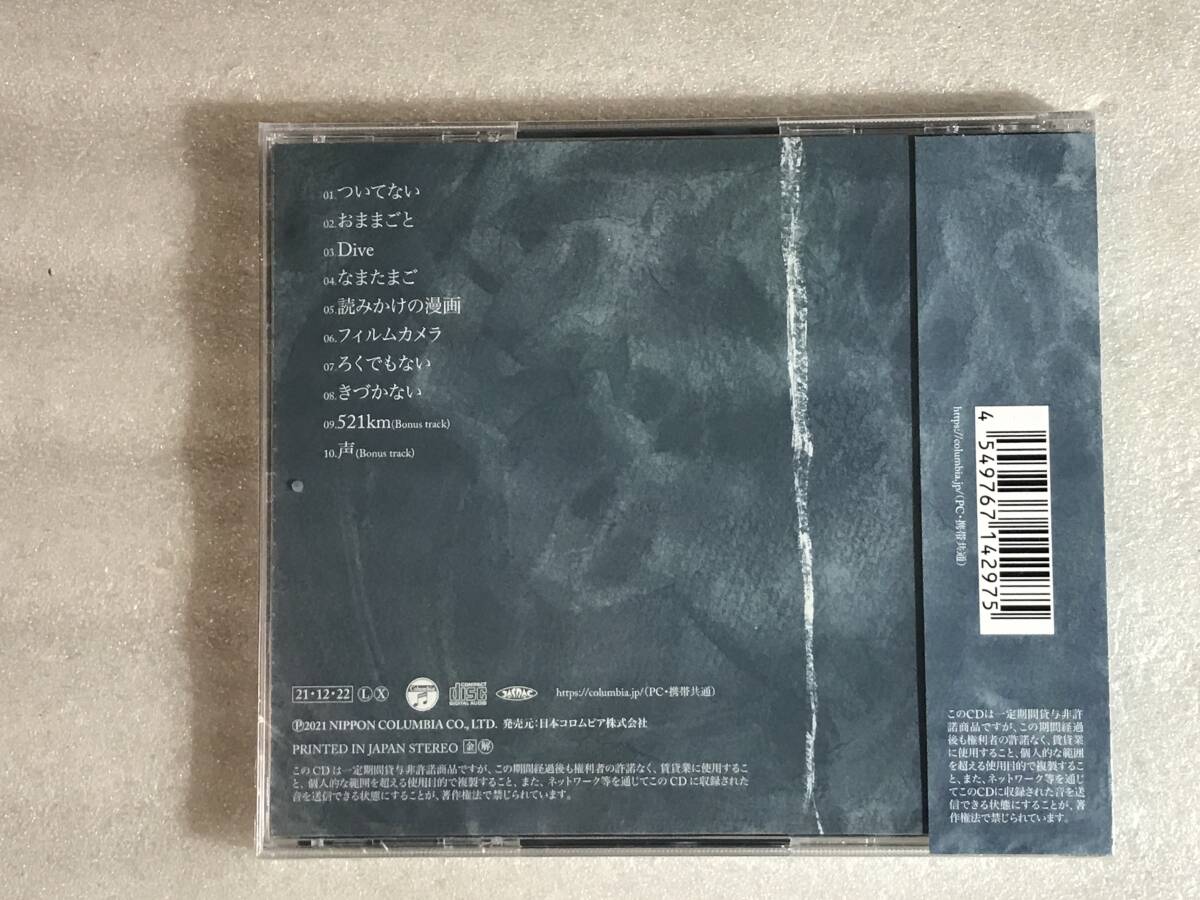 01.ついてない
02.おままごと
03.Dive
04.なまたまご
05.読みかけの漫画
06.フィルムカメラ
07.ろくでもない
08.きづかない
09.521km(Bonus track)
10.声(Bonus track)
21・12・22 L X Columbia COMPACT disc DIGITAL AUDIO JASRAC https://columbia.jp/(PC・携帯共通)
Ⓟ2021 NIPPON COLUMBIA CO., LTD. 発売元:日本コロムビア株式会社
PRINTED IN JAPAN STEREO 金 解
このCDは一定期間貸与非許諾商品ですが、この期間経過後も権利者の許諾なく、賃貸業に使用するこ
と、個人的な範囲を超える使用目的で複製すること、また、ネットワーク等を通じてこのCDに収録された
音を送信できる状態にすることが、著作権法で禁じられています。
https://columbia.jp/(PC・携帯共通)
4 549767 142975
このCDは一定期間貸与非許
諾商品ですが、この期間経過
後も権利者の許諾なく、賃貸業
に使用すること、個人的な範囲
を超える使用目的で複製するこ
と、また、ネットワーク等を通じ
てこのCDに収録された音を送
信できる状態にすることが、著
作権法で禁じられています。